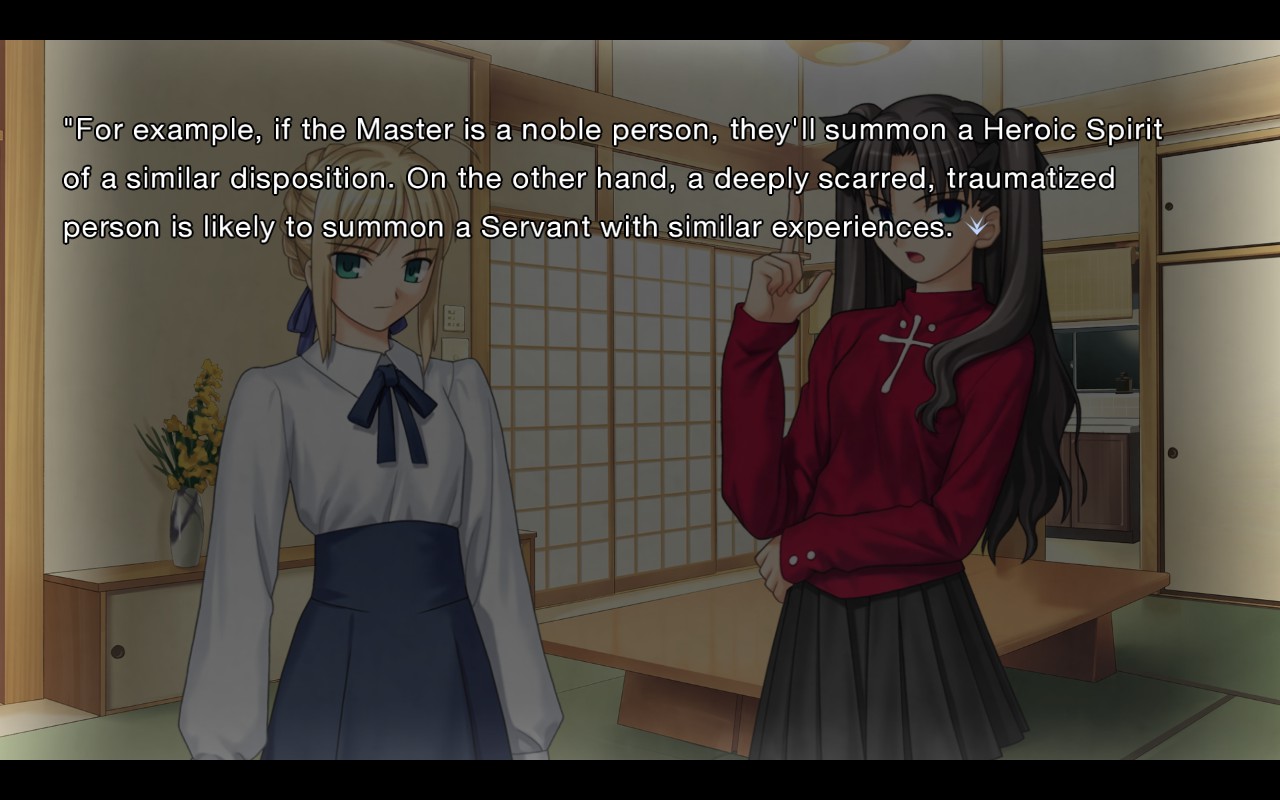 "For example, if the Master is a noble person, they'll summon a Heroic Spirit
of a similar disposition. On the other hand, a deeply scarred, traumatized
person is likely to summon a Servant with similar experiences.